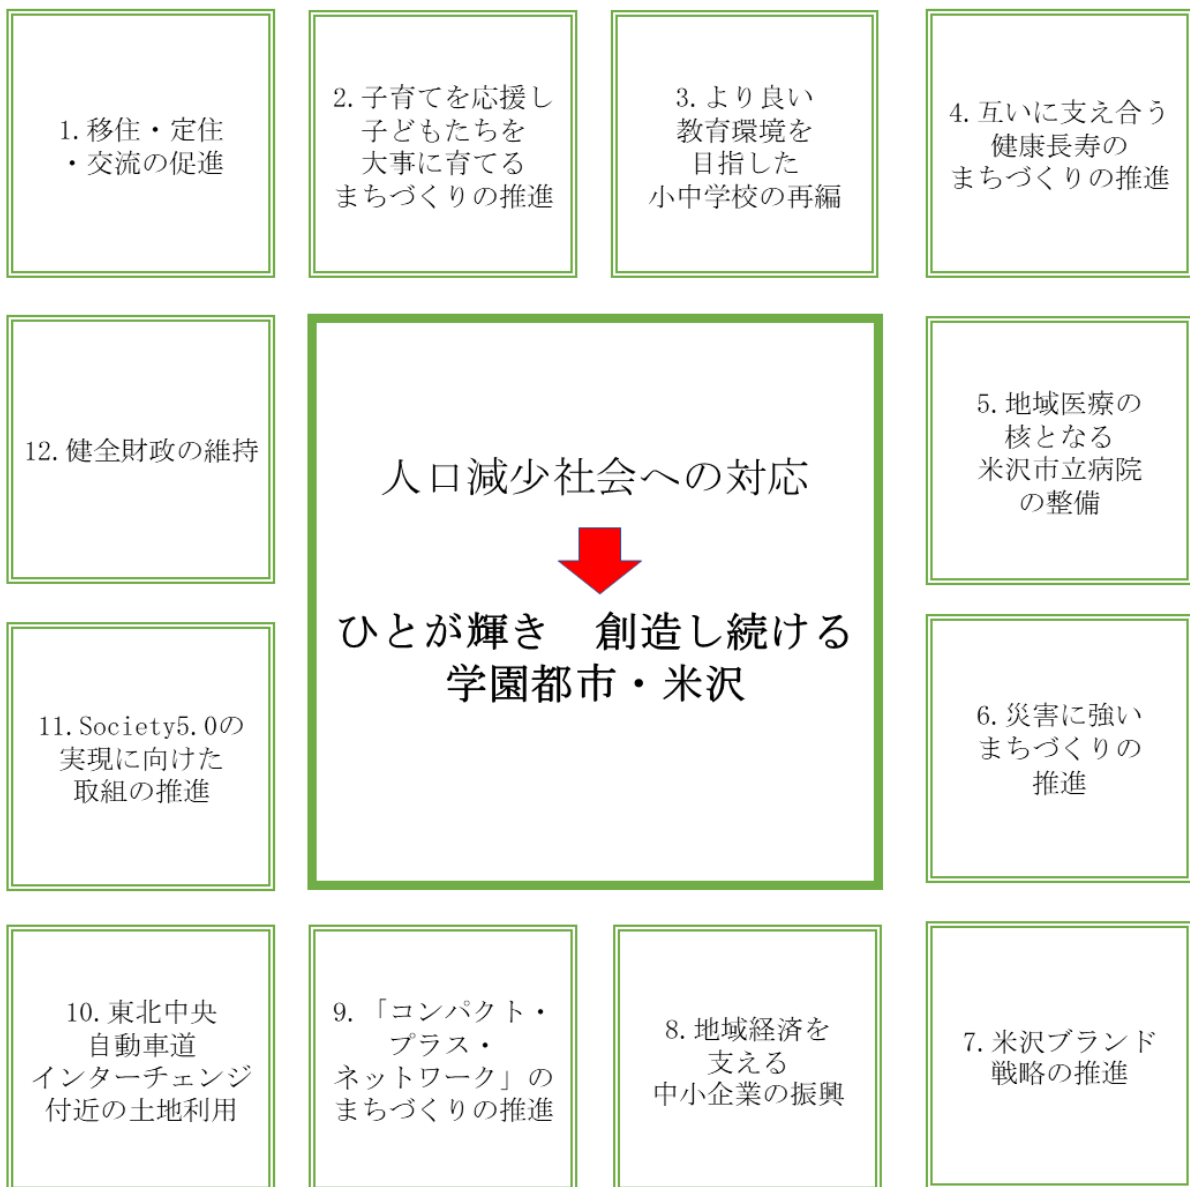 1.移住・定住
・交流の促進
2.子育てを応援し
子どもたちを
大事に育てる
まちづくりの推進
3.より良い
教育環境を
目指した
小中学校の再編
4.互いに支え合う
健康長寿の
まちづくりの推進
12.健全財政の維持
人口減少社会への対応
ひとが輝き　創造し続ける
学園都市・米沢
5.地域医療の
核となる
米沢市立病院
の整備
11.Society5.0の
実現に向けた
取組の推進
6.災害に強い
まちづくりの
推進
10.東北中央
自動車道
インターチェンジ
付近の土地利用
9.「コンパクト・
プラス・
ネットワーク」の
まちづくりの推進
8.地域経済を
支える
中小企業の振興
7.米沢ブランド
戦略の推進